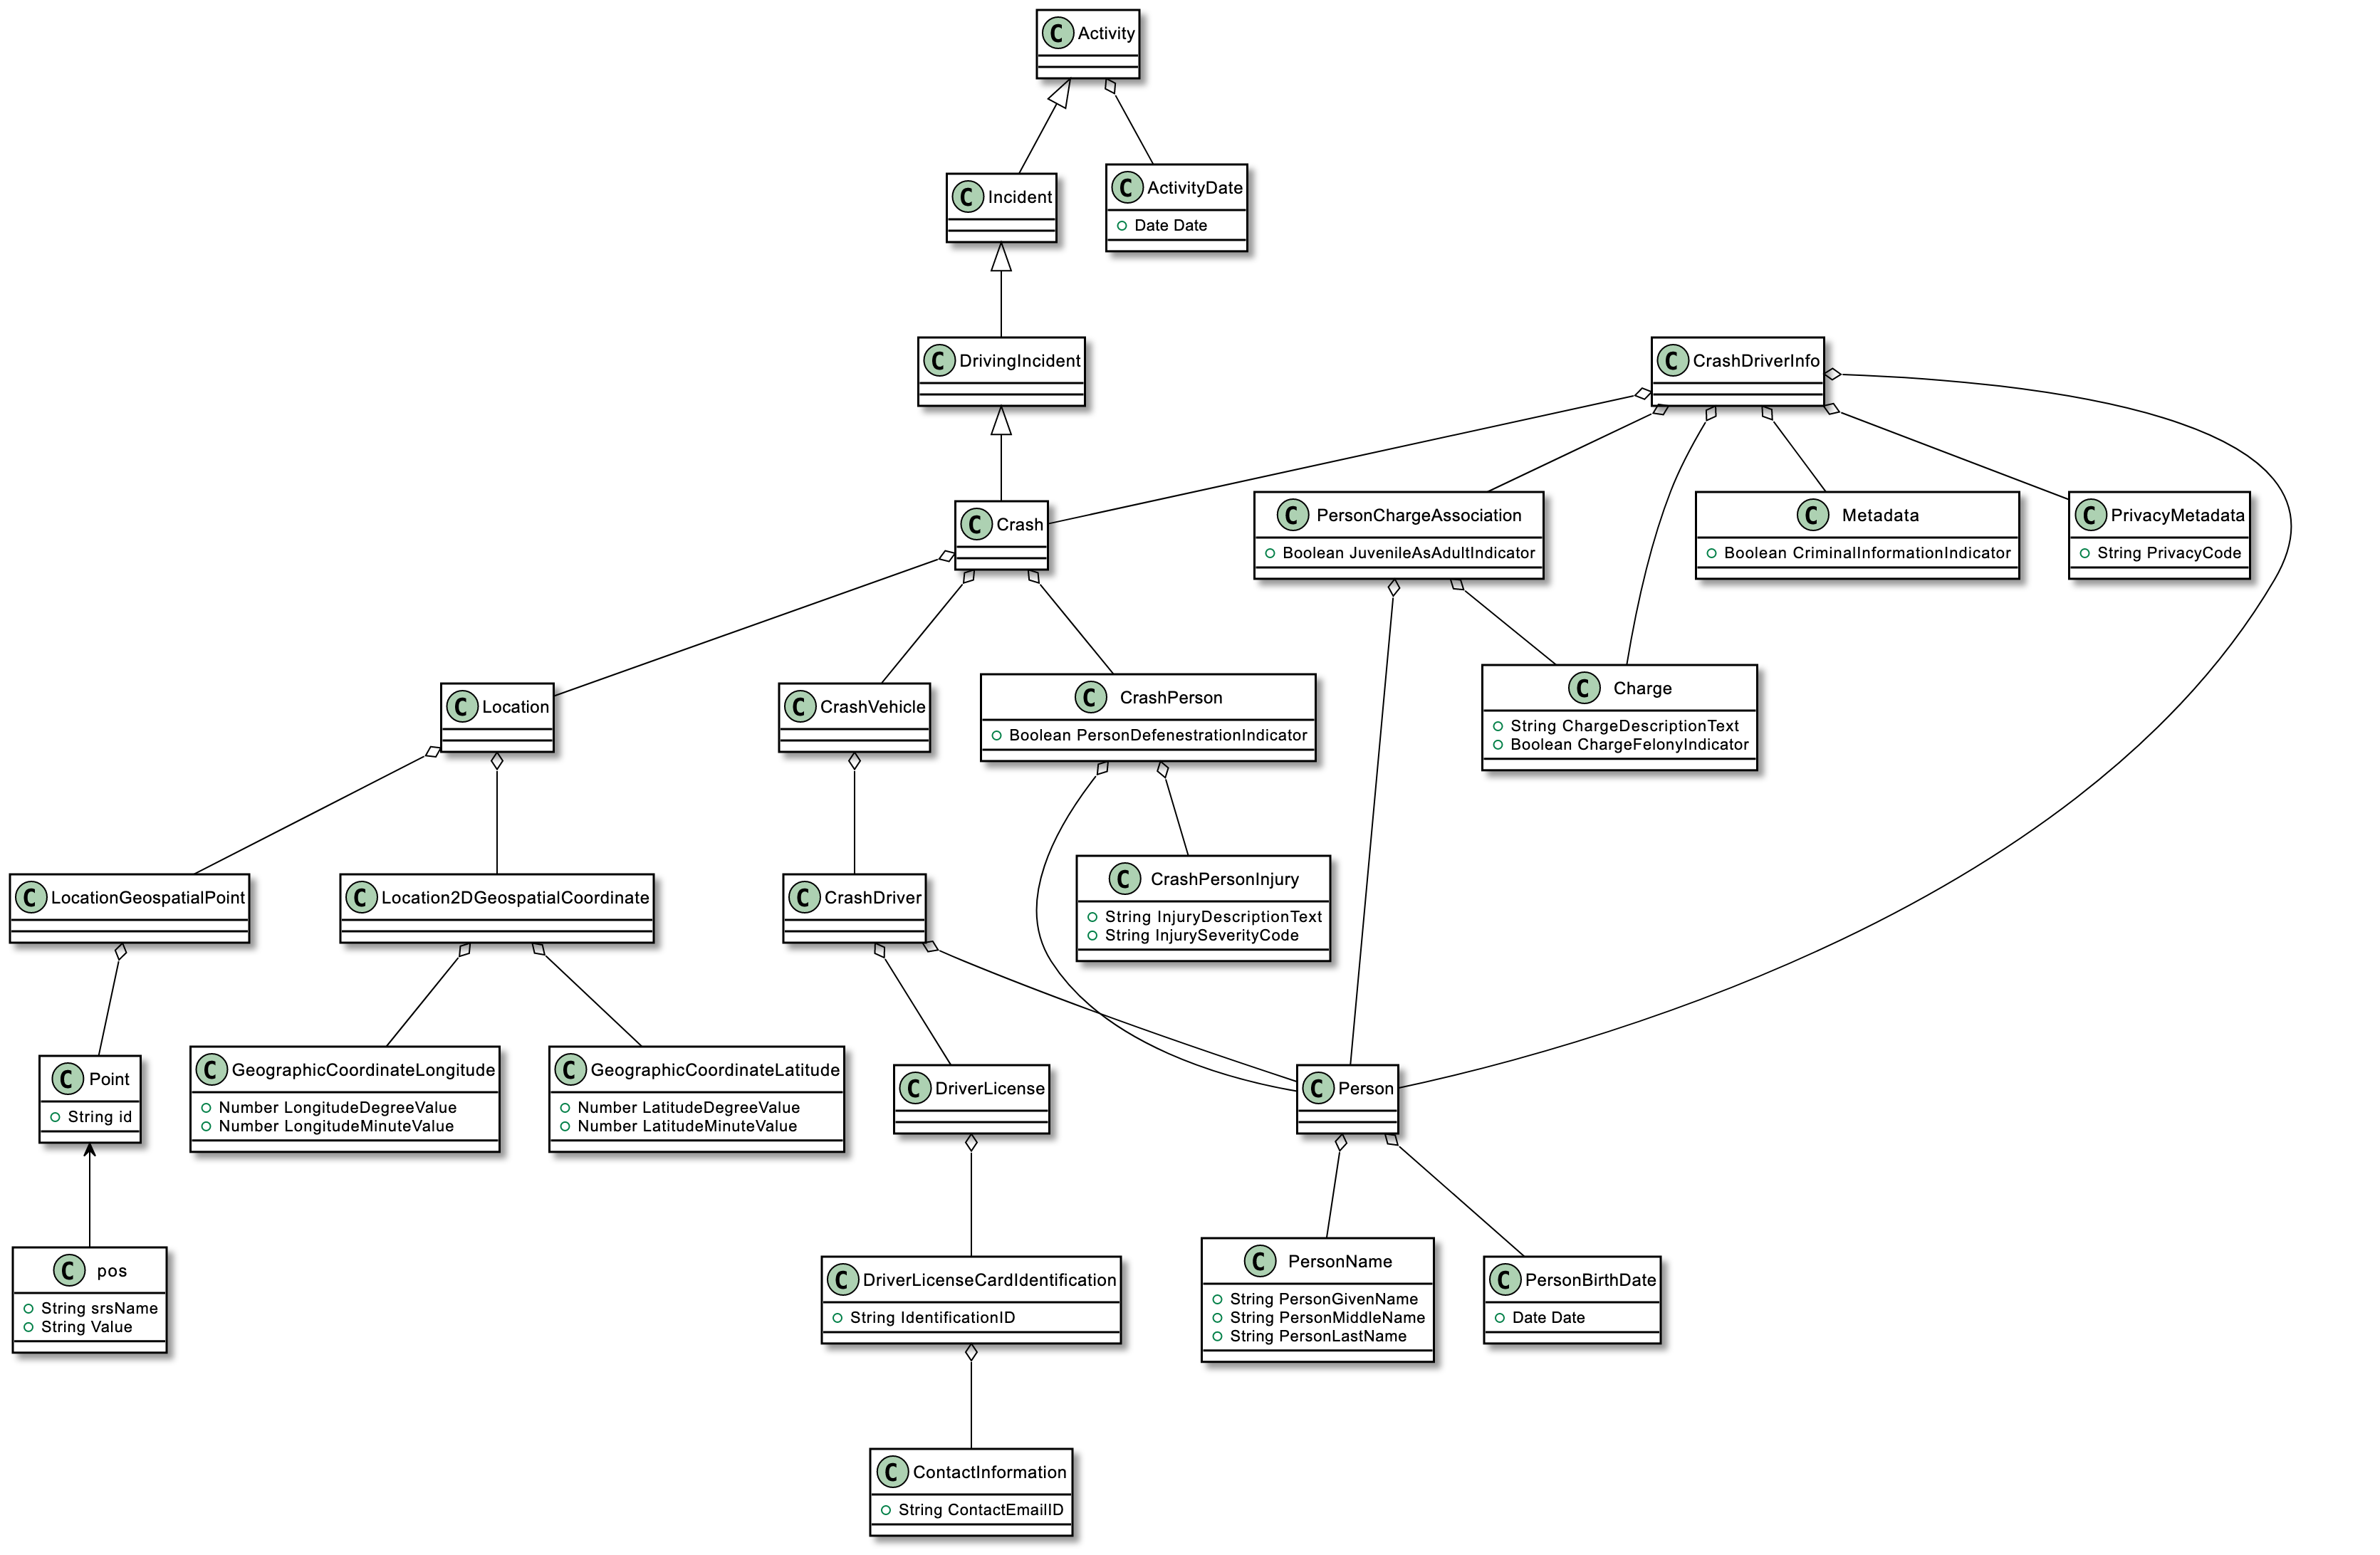 C Activity
C Incident
C ActivityDate
Date Date
C DrivingIncident
C CrashDriverInfo
C Crash
C PersonChargeAssociation
Boolean JuvenileAsAdultIndicator
C Metadata
Boolean CriminalInformationIndicator
C PrivacyMetadata
String PrivacyCode
C Location
C CrashVehicle
C CrashPerson
Boolean PersonDefenestrationIndicator
C Charge
String ChargeDescriptionText
Boolean ChargeFelonyIndicator
C LocationGeospatialPoint
C Location2DGeospatialCoordinate
C CrashDriver
C CrashPersonInjury
String InjuryDescriptionText
String InjurySeverityCode
C Point
String id
C GeographicCoordinateLongitude
Number LongitudeDegreeValue
Number LongitudeMinuteValue
C GeographicCoordinateLatitude
Number LatitudeDegreeValue
Number LatitudeMinuteValue
C DriverLicense
C Person
C pos
String srsName
String Value
C DriverLicenseCardIdentification
String IdentificationID
C PersonName
String PersonGivenName
String PersonMiddleName
String PersonLastName
C PersonBirthDate
Date Date
C ContactInformation
String ContactEmailID